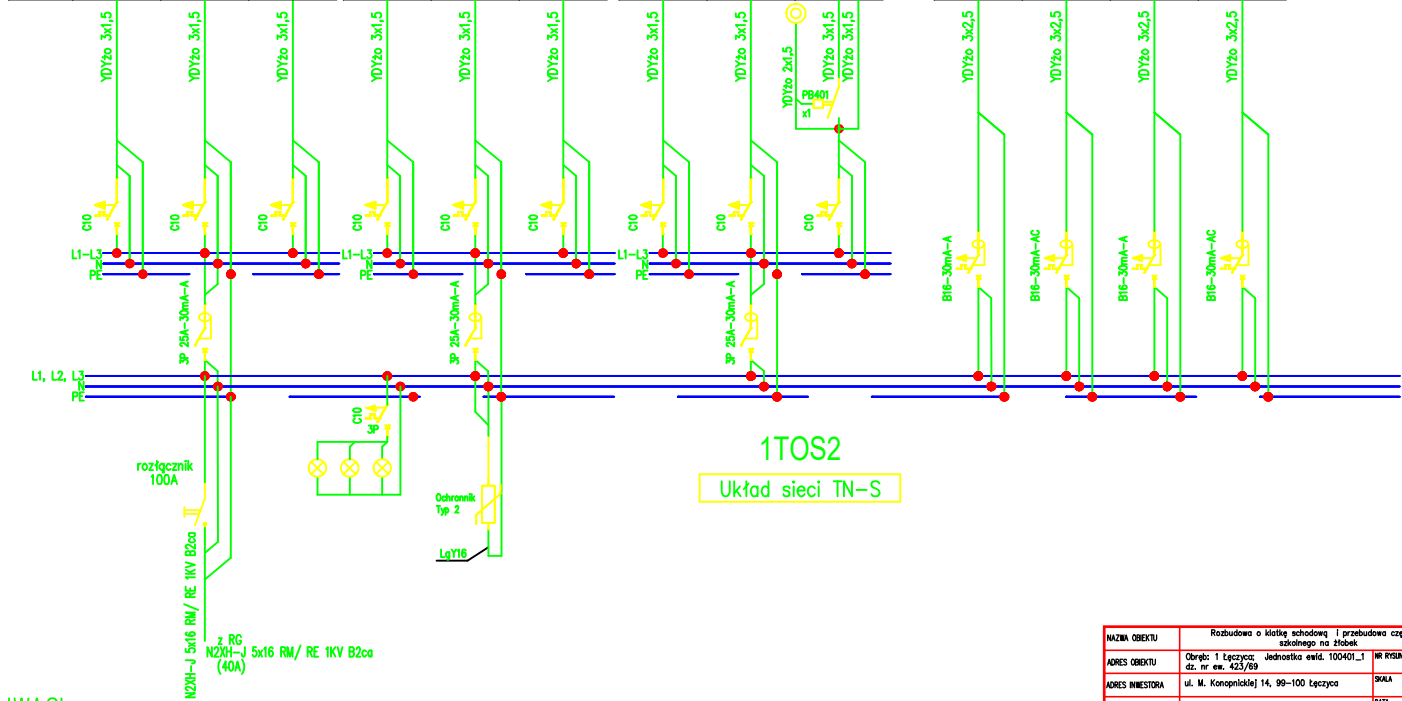 YDYżo 3x1,5
YDYżo 3x1,5
YDYżo 3x1,5
YDYżo 3x1,5
YDYżo 3x1,5
YDYżo 3x1,5
YDYżo 3x1,5
YDYżo 3x1,5
YDYżo 2x1,5
YDYżo 3x1,5
YDYżo 3x1,5
YDYżo 3x2,5
YDYżo 3x2,5
YDYżo 3x2,5
YDYżo 3x2,5
PB401
x1
C10
C10
C10
C10
C10
C10
C10
C10
C10
L1-L3
N
PE
L1-L3
N
PE
L1-L3
N
PE
B16-30mA-A
B16-30mA-AC
B16-30mA-A
B16-30mA-AC
3P 25A-30mA-A
3P 25A-30mA-A
3P 25A-30mA-A
L1, L2, L3
N
PE
C10
3P
rozłącznik
100A
Ochronnik
Typ 2
LgY16
1TOS2
Układ sieci TN-S
N2XH-J 5x16 RM/ RE 1KV B2ca
z RG
N2XH-J 5x16 RM/ RE 1KV B2ca
(40A)
NAZWA OBIEKTU
Rozbudowa o klatkę schodową i przebudowa czę
szkolnego na żłobek
ADRES OBIEKTU
Obręb: 1 Łęczyca; Jednostka ewid. 100401_1
dz. nr ew. 423/69
NR RYSUN
ADRES INWESTORA
ul. M. Konopnickiej 14, 99-100 Łęczyca
SKALA